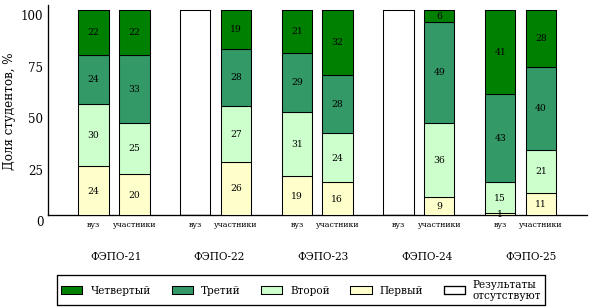 Доля студентов, %
100
75
50
25
0
22 24 30 24
22 33 25 20
19 28 27 26
21 29 31 19
32 28 24 16
6 49 36 9
41 43 15 1
28 40 21 11
вуз участники вуз участники вуз участники вуз участники вуз участники
ФЭПО-21 ФЭПО-22 ФЭПО-23 ФЭПО-24 ФЭПО-25
Четвертый Третий Второй Первый Результаты
отсутствуют